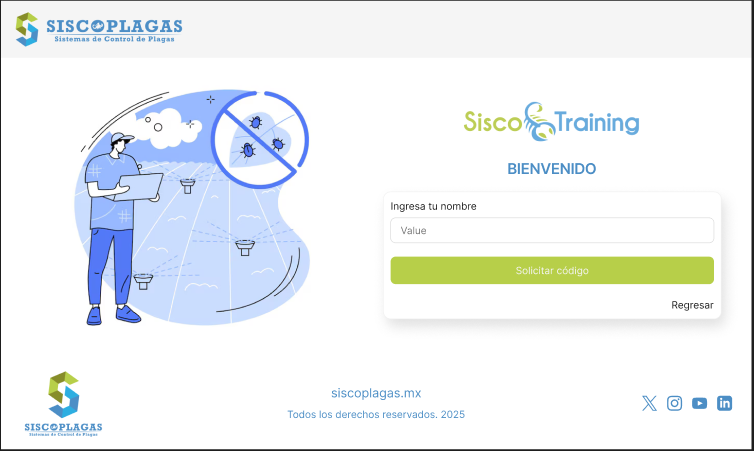 SISCOPLAGAS
Sistemas de Control de Plagas
Sisco Training
BIENVENIDO
Ingresa tu nombre
Value
Solicitar código
Regresar
SISCOPLAGAS
Sistemas de Control de Plagas
siscoplagas.mx
Todos los derechos reservados. 2025